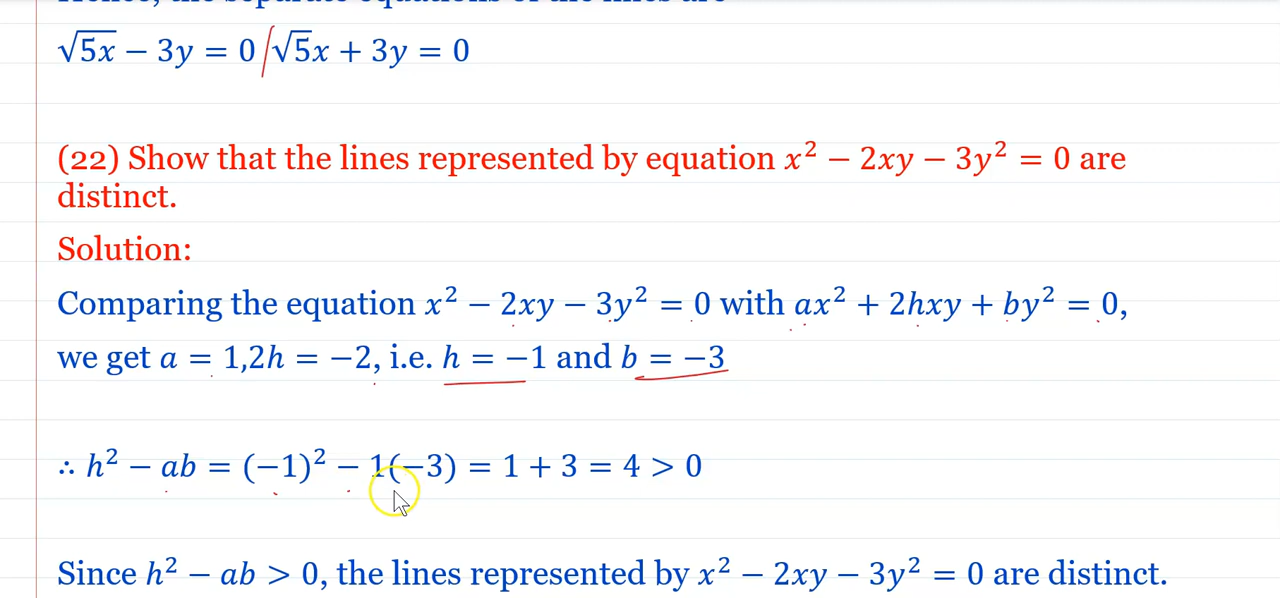 √5x − 3y = 0 √5x + 3y = 0
(22) Show that the lines represented by equation x² − 2xy − 3y² = 0 are
distinct.
Solution:
Comparing the equation x² − 2xy − 3y² = 0 with ax² + 2hxy + by² = 0,
we get a = 1,2h = −2, i.e. h = −1 and b = −3
∴ h² − ab = (−1)² − 1(−3) = 1 + 3 = 4 > 0
Since h² − ab > 0, the lines represented by x² − 2xy − 3y² = 0 are distinct.